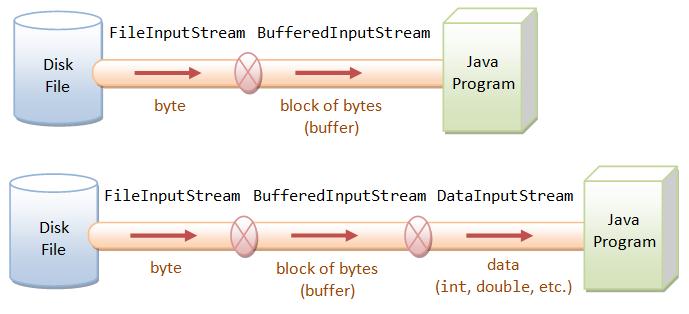 FileInputStream BufferedInputStream
Disk
File
Java
Program
byte
block of bytes
(buffer)
FileInputStream BufferedInputStream DataInputStream
Disk
File
Java
Program
byte
block of bytes
(buffer)
data
(int, double, etc.)